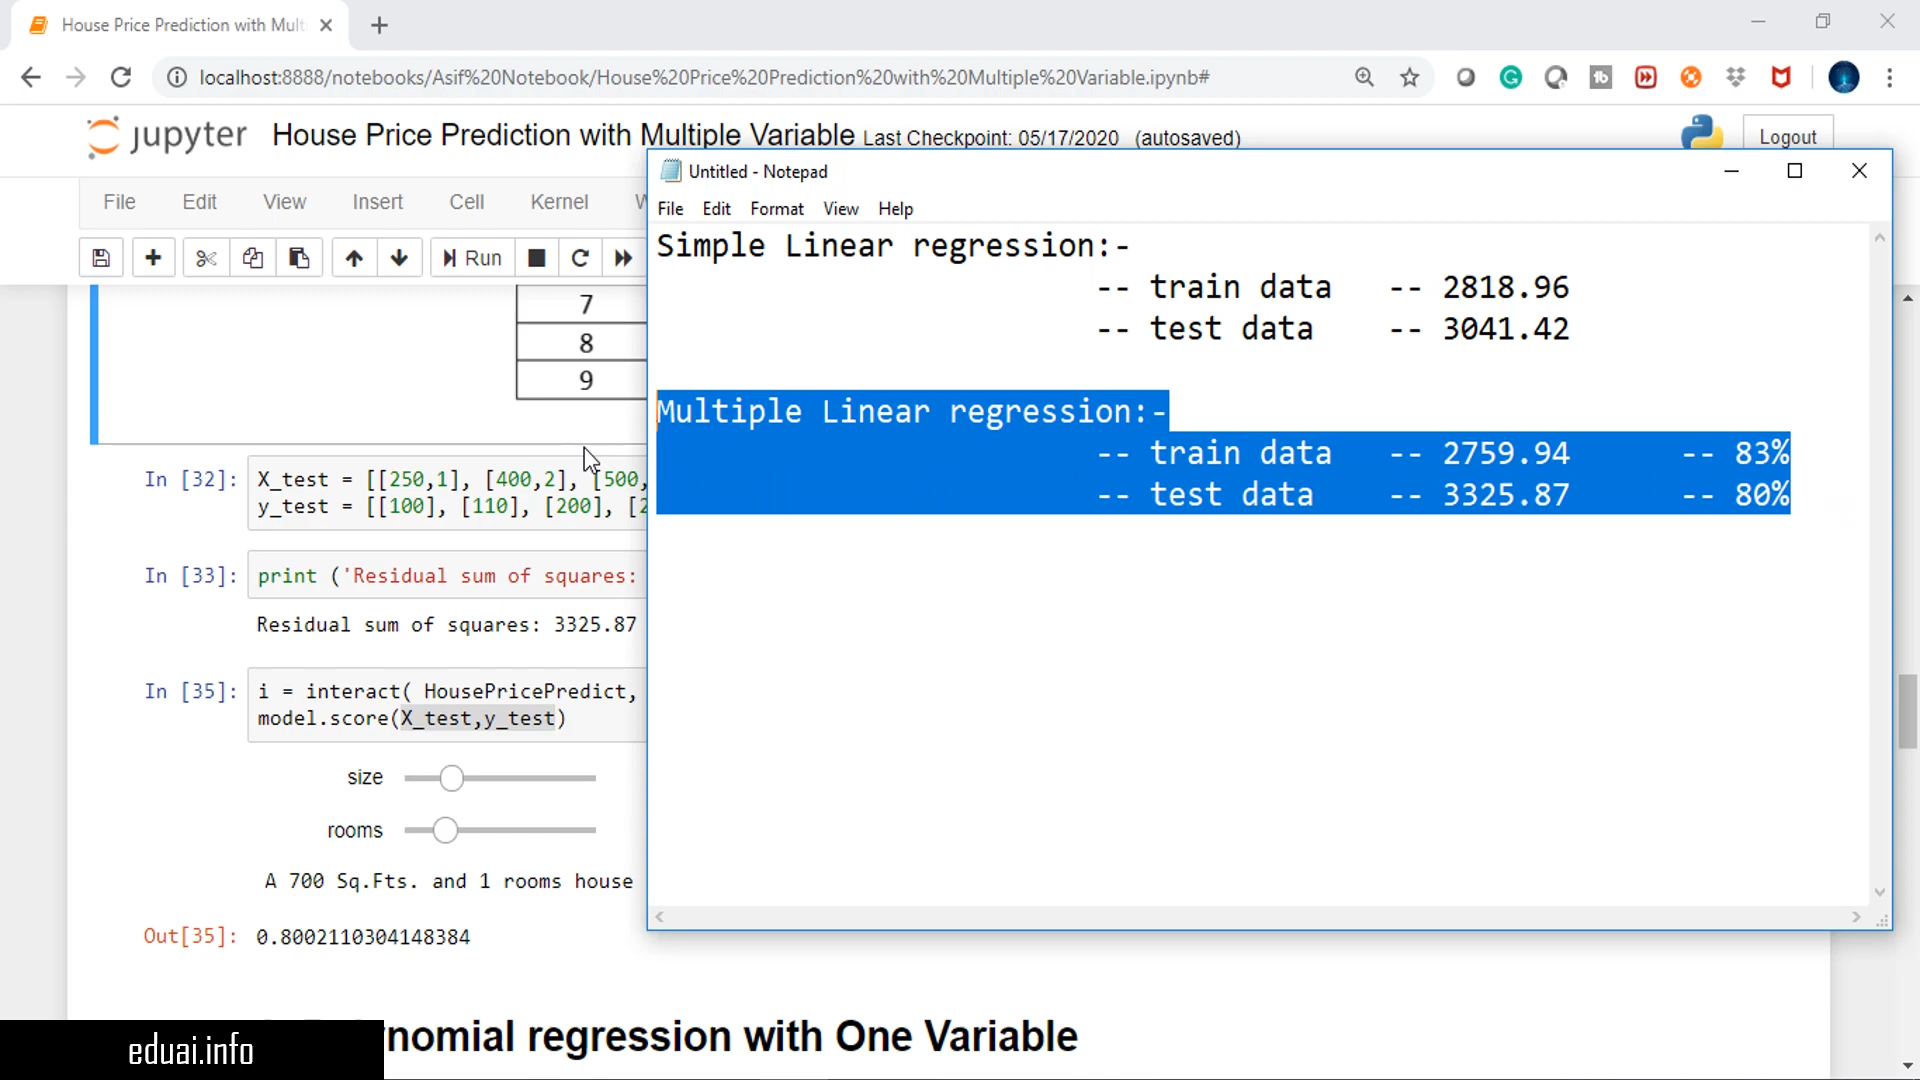 House Price Prediction with Mult
localhost:8888/notebooks/Asif%20Notebook/House%20Price%20Prediction%20with%20Multiple%20Variable.ipynb#
jupyter House Price Prediction with Multiple Variable Last Checkpoint: 05/17/2020 (autosaved)
Logout
File Edit View Insert Cell Kernel W
Run
Untitled - Notepad
File Edit Format View Help
Simple Linear regression:-
-- train data -- 2818.96
-- test data -- 3041.42
Multiple Linear regression:-
-- train data -- 2759.94 -- 83%
-- test data -- 3325.87 -- 80%
7
8
9
In [32]: X_test = [[250,1], [400,2], [500,
y_test = [[100], [110], [200], [2
In [33]: print ('Residual sum of squares:
Residual sum of squares: 3325.87
In [35]: i = interact( HousePricePredict,
model.score(X_test,y_test)
size
rooms
A 700 Sq.Fts. and 1 rooms house
Out[35]: 0.8002110304148384
nomial regression with One Variable
eduai.info